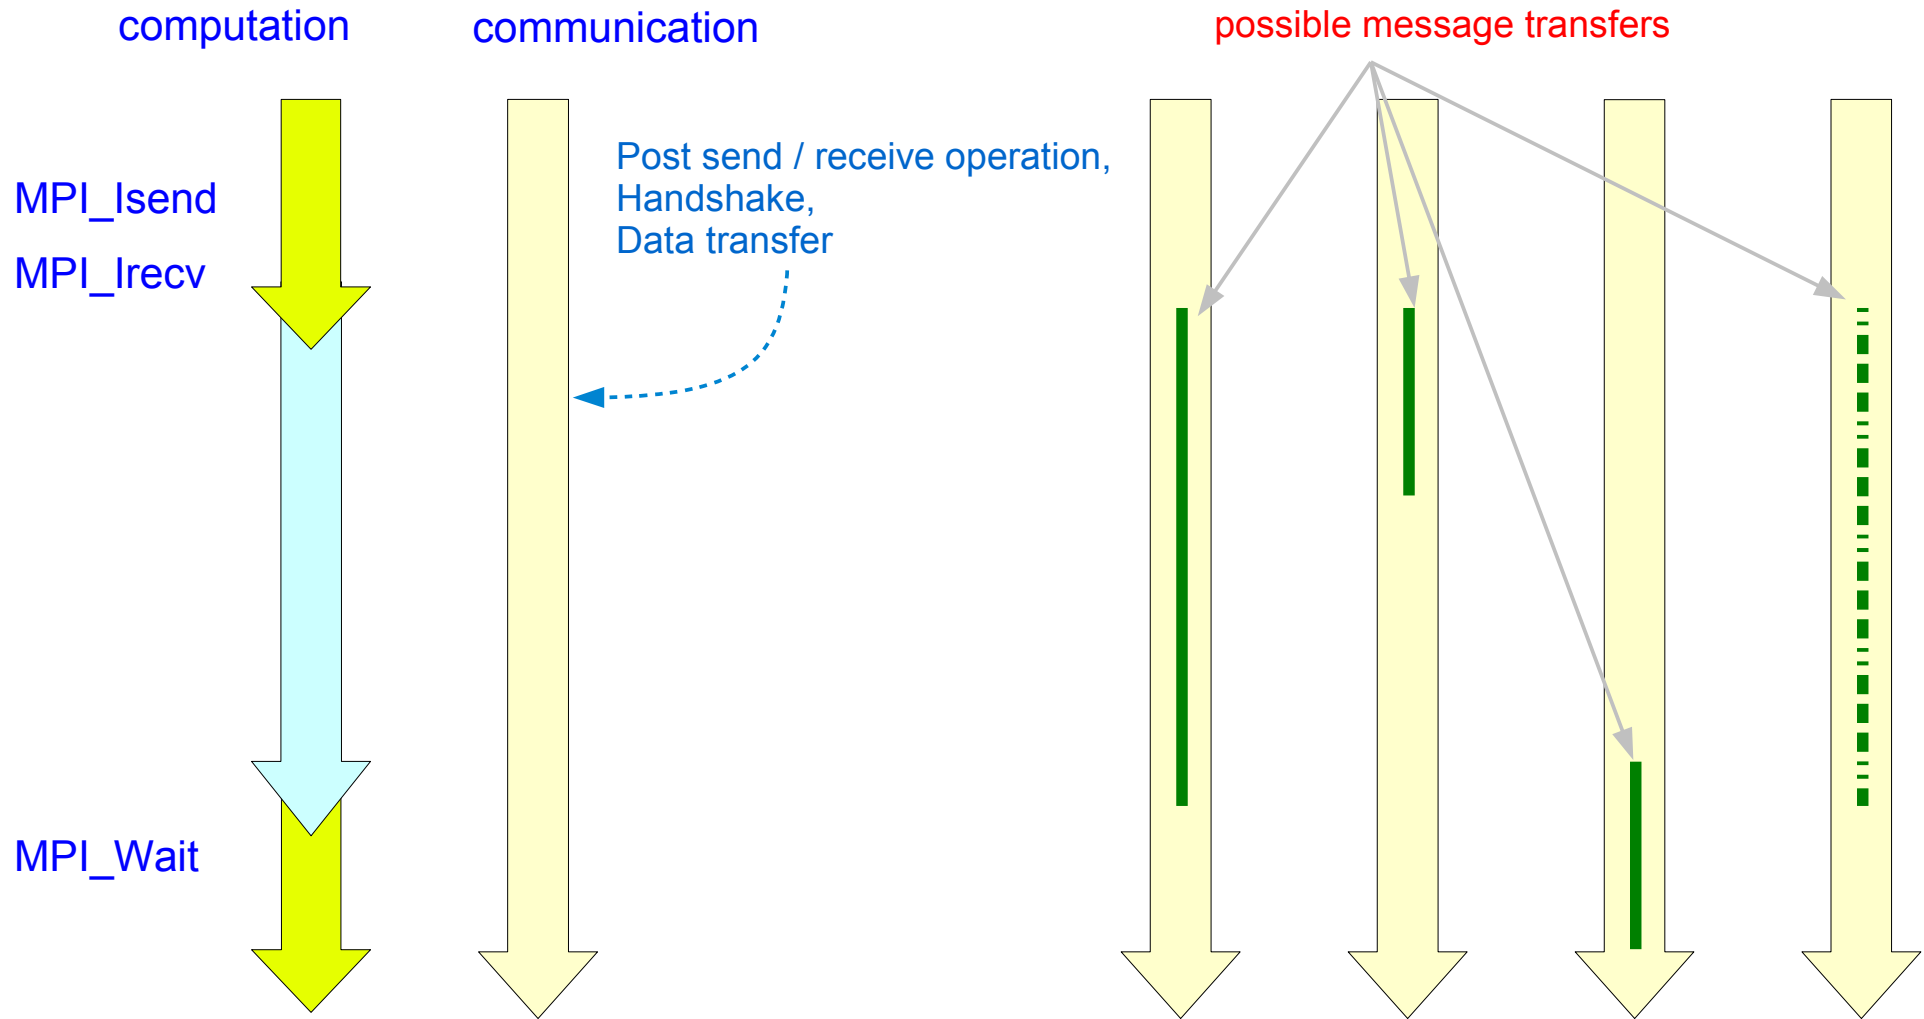 computation
communication
possible message transfers
Post send / receive operation,
Handshake,
Data transfer
MPI_Isend
MPI_Irecv
MPI_Wait